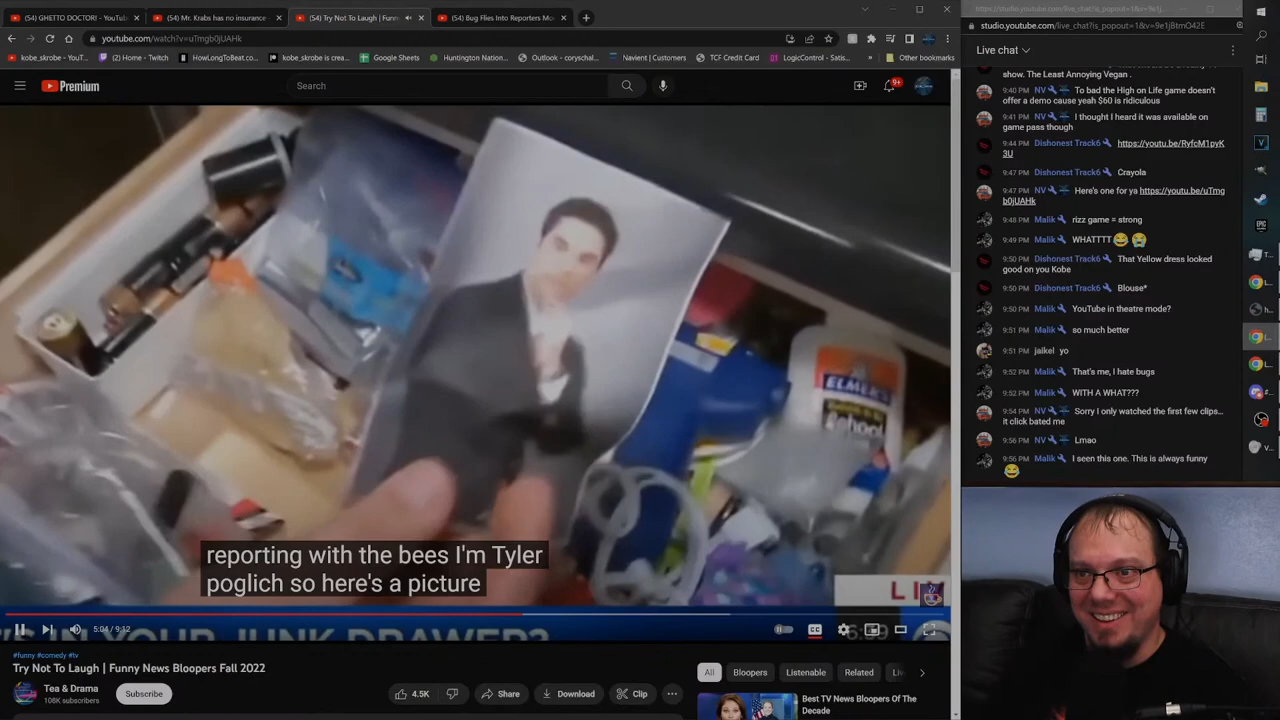 (54) GHETTO DOCTOR! - YouTu
(54) Mr. Krabs has no insurance -
(54) Try Not To Laugh | Funn
(54) Bug Flies Into Reporters Mo
youtube.com/watch?v=uTmgb0jUAHk
kobe_skrobe - YouT...
(2) Home - Twitch
HowLongToBeat.co...
kobe_skrobe is crea...
Google Sheets
Huntington Nation...
Outlook - coryschal...
Navient | Customers
TCF Credit Card
LogicControl - Satis...
Other bookmarks
Premium
Search
9+
ELMER'S
School
reporting with the bees I'm Tyler
poglich so here's a picture
LIV
5:04 / 9:12
CC
'S IN YOUR JUNK DRAWER?
#funny #comedy #tv
Try Not To Laugh | Funny News Bloopers Fall 2022
Tea & Drama
108K subscribers
Subscribe
4.5K
Share
Download
Clip
All
Bloopers
Listenable
Related
Liv
Best TV News Bloopers Of The
Decade
studio.youtube.com/live_chat?is_popout=1&v=9e1jBtmO42E
Live chat
show. The Least Annoying Vegan .
9:40 PM NV To bad the High on Life game doesn't
offer a demo cause yeah $60 is ridiculous
9:41 PM NV I thought I heard it was available on
game pass though
9:44 PM Dishonest Track6 https://youtu.be/RyfcM1pyK
3U
9:47 PM Dishonest Track6 Crayola
9:47 PM NV Here's one for ya https://youtu.be/uTmg
b0jUAHk
9:48 PM Malik rizz game = strong
9:49 PM Malik WHATTTT 😂 😭
9:50 PM Dishonest Track6 That Yellow dress looked
good on you Kobe
9:50 PM Dishonest Track6 Blouse*
9:50 PM Malik YouTube in theatre mode?
9:51 PM Malik so much better
9:51 PM jaikel yo
9:52 PM Malik That's me, I hate bugs
9:52 PM Malik WITH A WHAT???
9:54 PM NV Sorry I only watched the first few clips...
it click bated me
9:56 PM NV Lmao
9:56 PM Malik I seen this one. This is always funny
😂